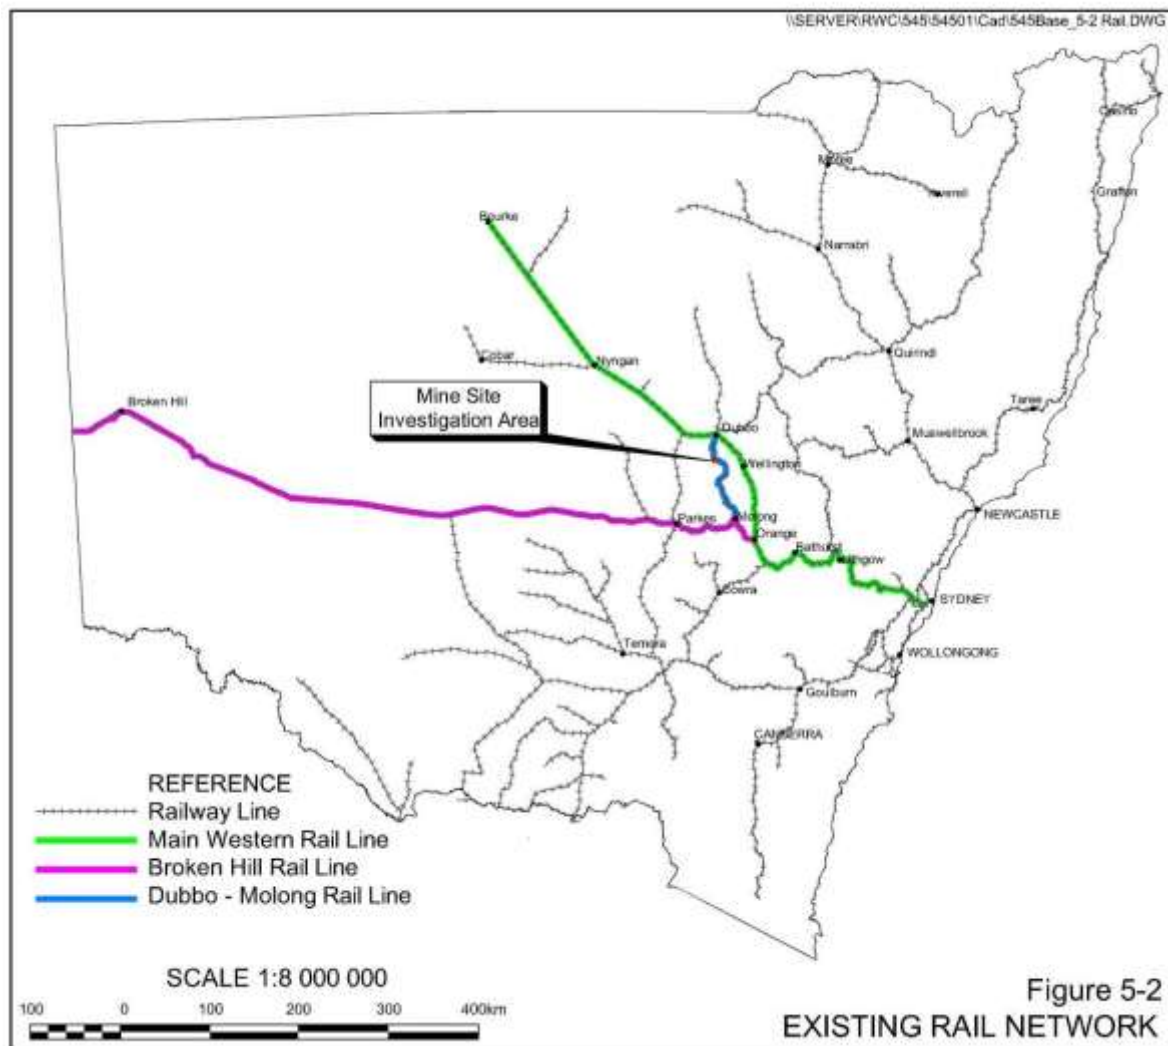 \\SERVER\RWC\545\54501\Cad\545Base_5-2 Rail.DWG
Casino
Moree
Inverell
Grafton
Bourke
Narrabri
Cobar
Nyngan
Quirindi
Mine Site
Investigation Area
Broken Hill
Taree
Dubbo
Muswellbrook
Wellington
NEWCASTLE
Parkes
Molong
Orange
Bathurst
Lithgow
Cowra
SYDNEY
Temora
WOLLONGONG
Goulburn
CANBERRA
REFERENCE
Railway Line
Main Western Rail Line
Broken Hill Rail Line
Dubbo - Molong Rail Line
SCALE 1:8 000 000
100 0 100 200 300 400km
Figure 5-2
EXISTING RAIL NETWORK